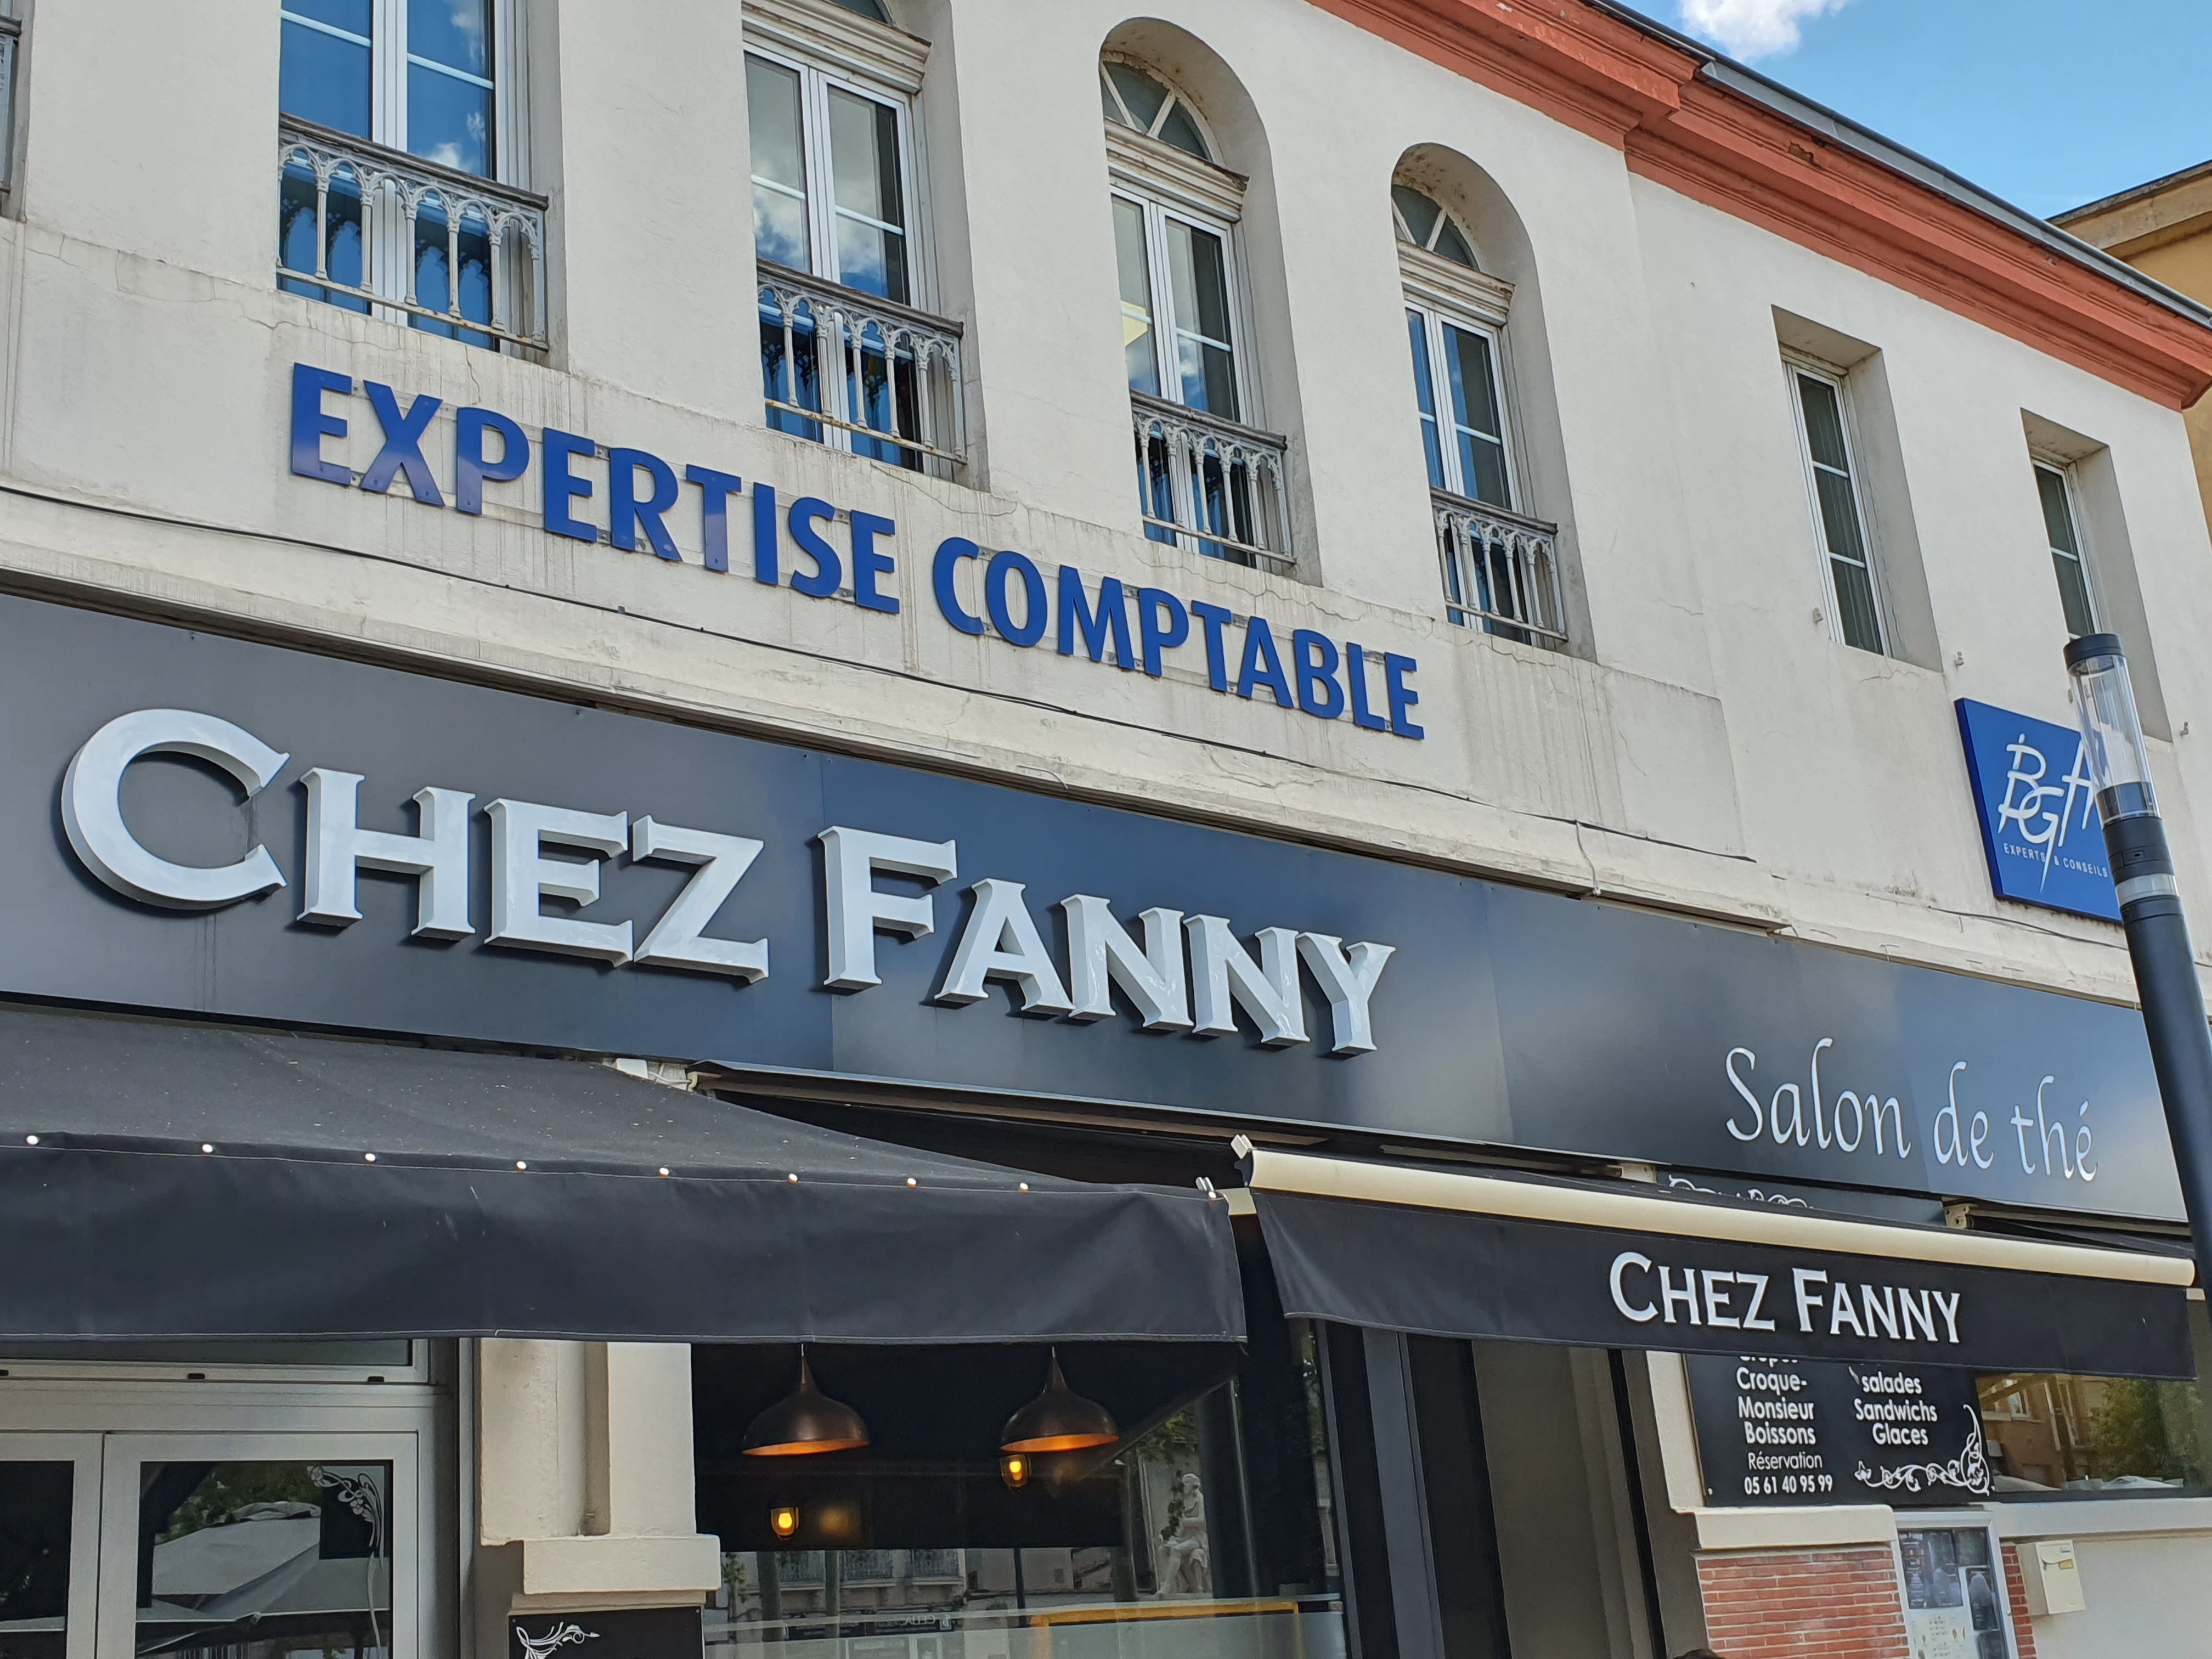 EXPERTISE COMPTABLE
BGA
EXPERTS & CONSEILS
CHEZ FANNY
Salon de thé
CHEZ FANNY
Croque-
Monsieur
Boissons
Réservation
05 61 40 95 99
salades
Sandwichs
Glaces